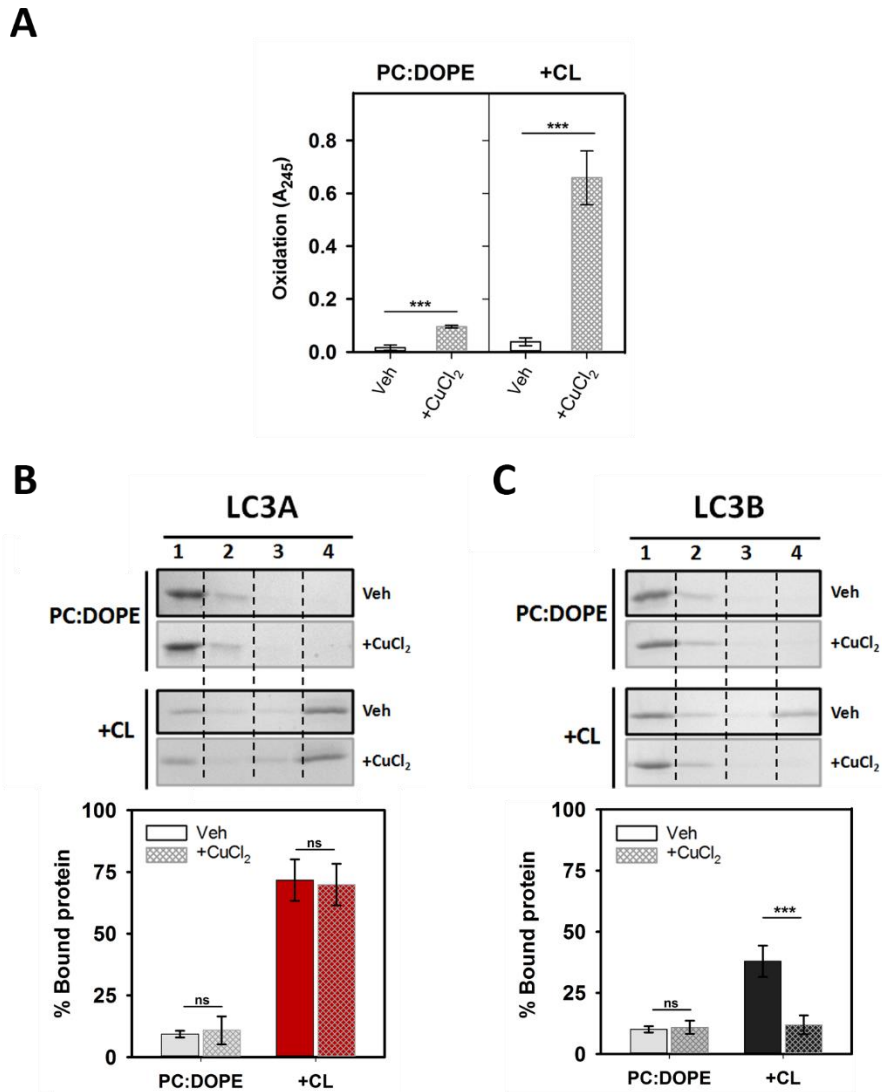 A
PC:DOPE +CL
Oxidation (A₂₄₅)
0.8
0.6
0.4
0.2
0.0
*** ***
Veh +CuCl₂ Veh +CuCl₂
B
LC3A
1 2 3 4
PC:DOPE
Veh
+CuCl₂
+CL
Veh
+CuCl₂
% Bound protein
100
75
50
25
0
Veh
+CuCl₂
ns ns
PC:DOPE +CL
C
LC3B
1 2 3 4
PC:DOPE
Veh
+CuCl₂
+CL
Veh
+CuCl₂
% Bound protein
100
75
50
25
0
Veh
+CuCl₂
ns ***
PC:DOPE +CL